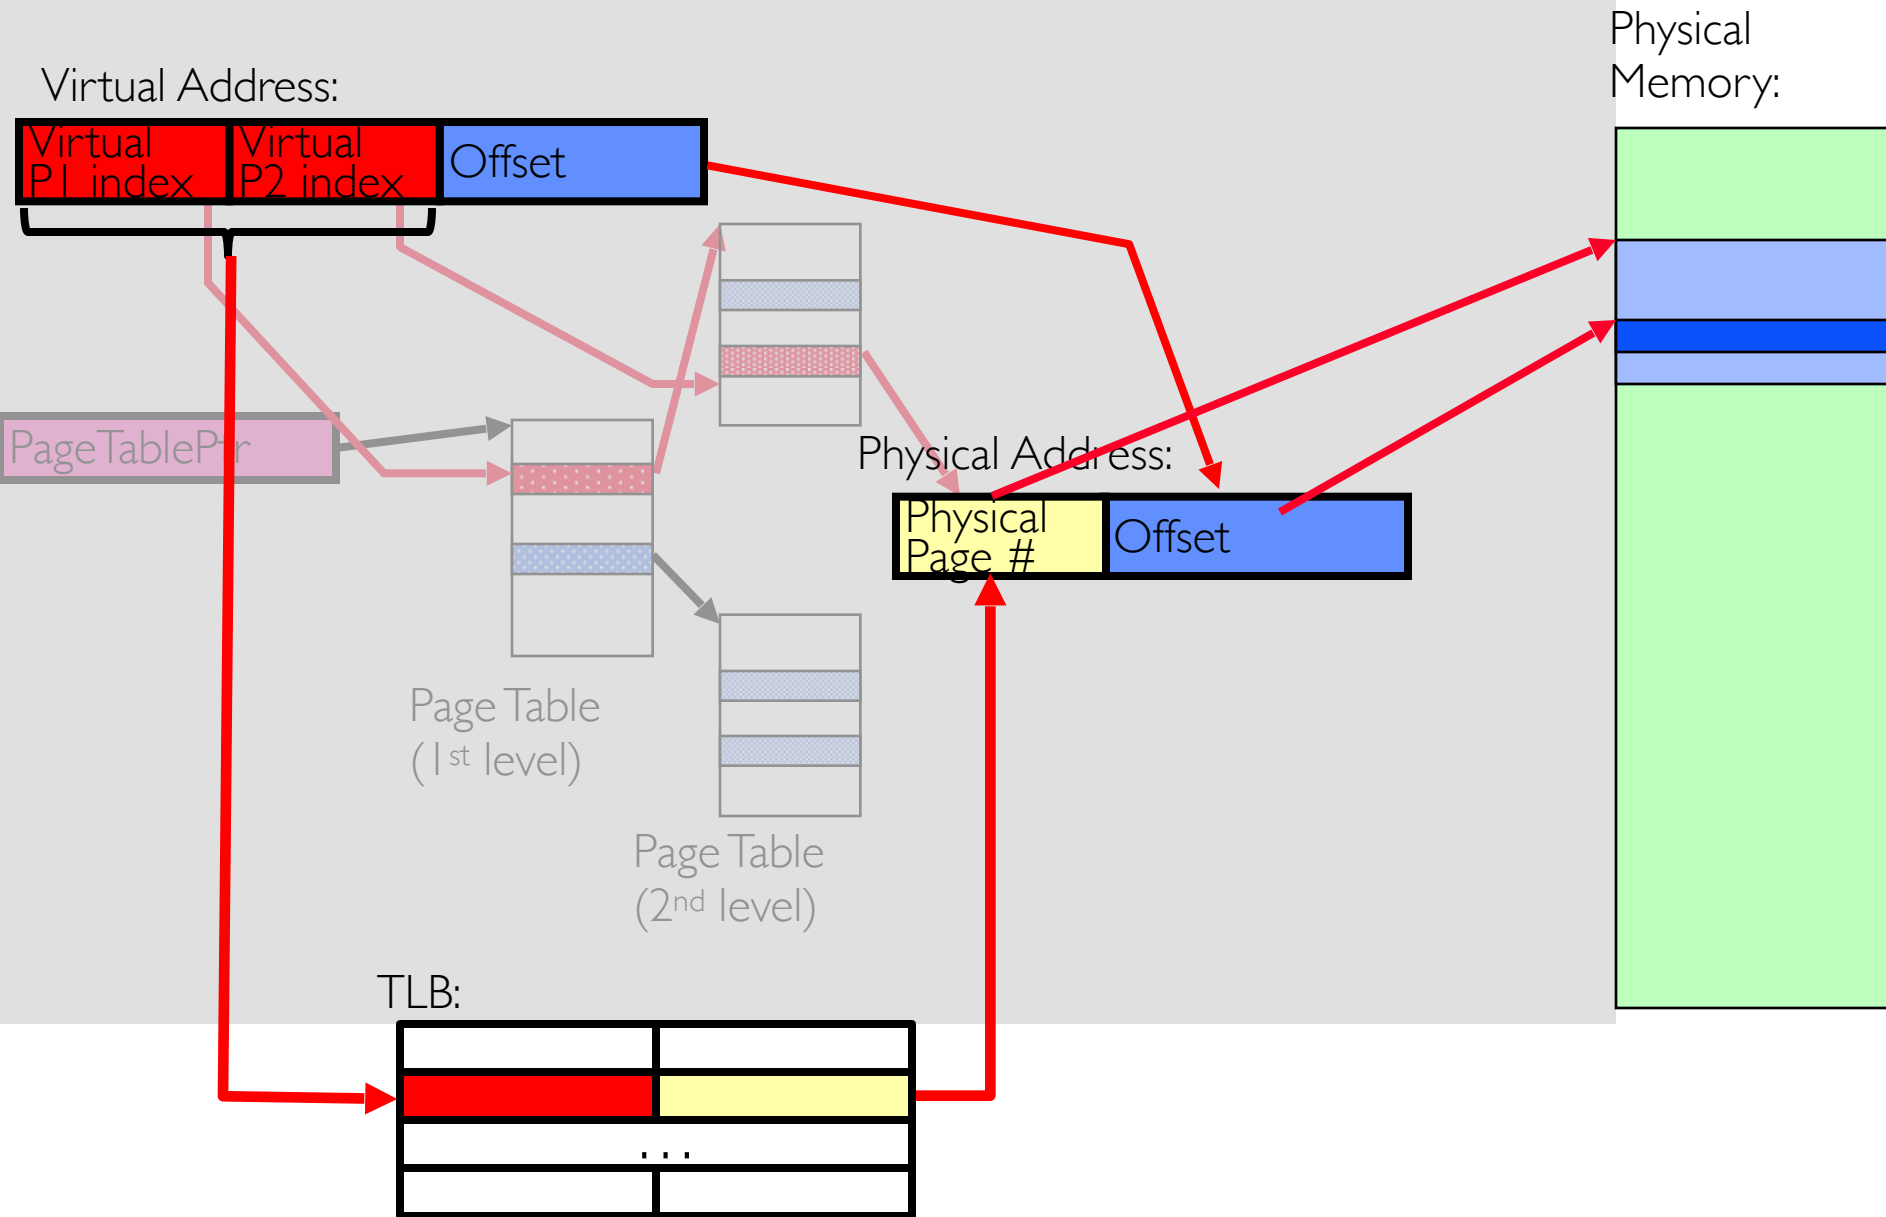 Physical
Memory:
Virtual Address:
Virtual
P1 index
Virtual
P2 index
Offset
PageTablePtr
Physical Address:
Physical
Page #
Offset
Page Table
(1st level)
Page Table
(2nd level)
TLB:
...